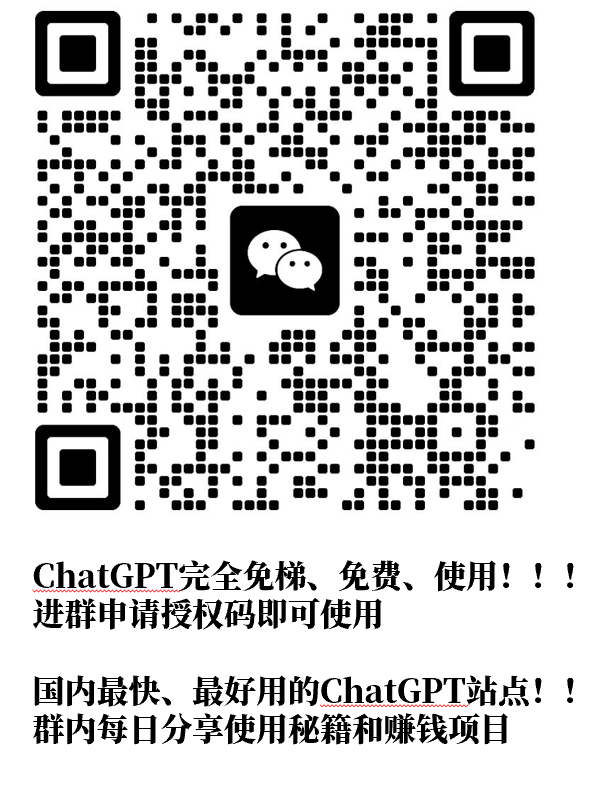 ChatGPT完全免梯、免费、使用！！！
进群申请授权码即可使用
国内最快、最好用的ChatGPT站点！！
群内每日分享使用秘籍和赚钱项目